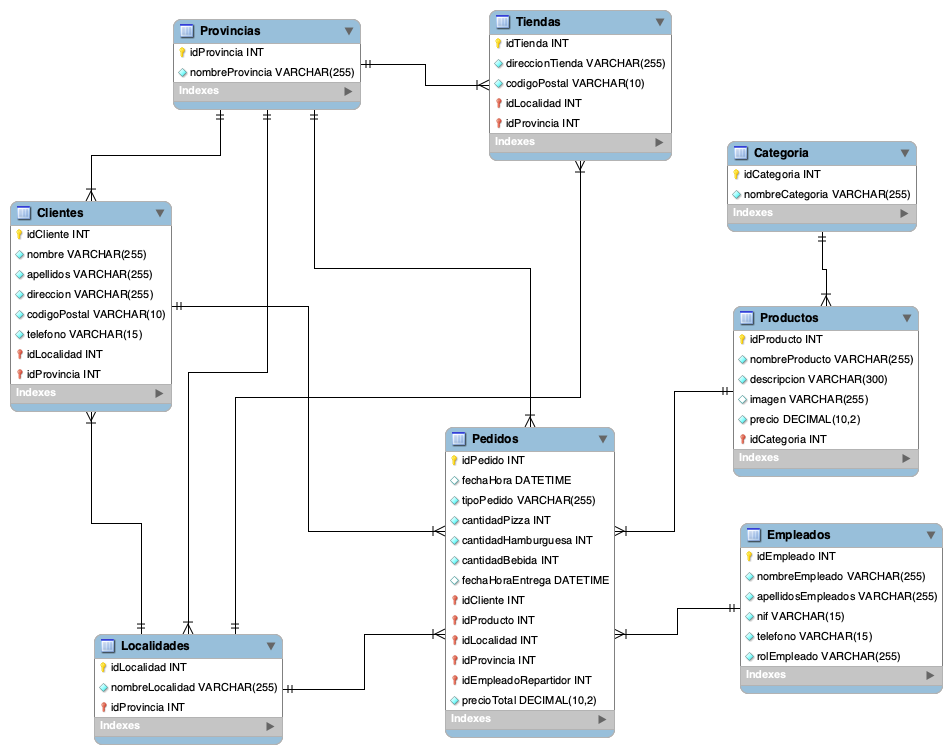 Provincias
idProvincia INT
nombreProvincia VARCHAR(255)
Indexes
Tiendas
idTienda INT
direccionTienda VARCHAR(255)
codigoPostal VARCHAR(10)
idLocalidad INT
idProvincia INT
Indexes
Categoria
idCategoria INT
nombreCategoria VARCHAR(255)
Indexes
Clientes
idCliente INT
nombre VARCHAR(255)
apellidos VARCHAR(255)
direccion VARCHAR(255)
codigoPostal VARCHAR(10)
telefono VARCHAR(15)
idLocalidad INT
idProvincia INT
Indexes
Productos
idProducto INT
nombreProducto VARCHAR(255)
descripcion VARCHAR(300)
imagen VARCHAR(255)
precio DECIMAL(10,2)
idCategoria INT
Indexes
Pedidos
idPedido INT
fechaHora DATETIME
tipoPedido VARCHAR(255)
cantidadPizza INT
cantidadHamburguesa INT
cantidadBebida INT
fechaHoraEntrega DATETIME
idCliente INT
idProducto INT
idLocalidad INT
idProvincia INT
idEmpleadoRepartidor INT
precioTotal DECIMAL(10,2)
Indexes
Empleados
idEmpleado INT
nombreEmpleado VARCHAR(255)
apellidosEmpleados VARCHAR(255)
nif VARCHAR(15)
telefono VARCHAR(15)
rolEmpleado VARCHAR(255)
Indexes
Localidades
idLocalidad INT
nombreLocalidad VARCHAR(255)
idProvincia INT
Indexes